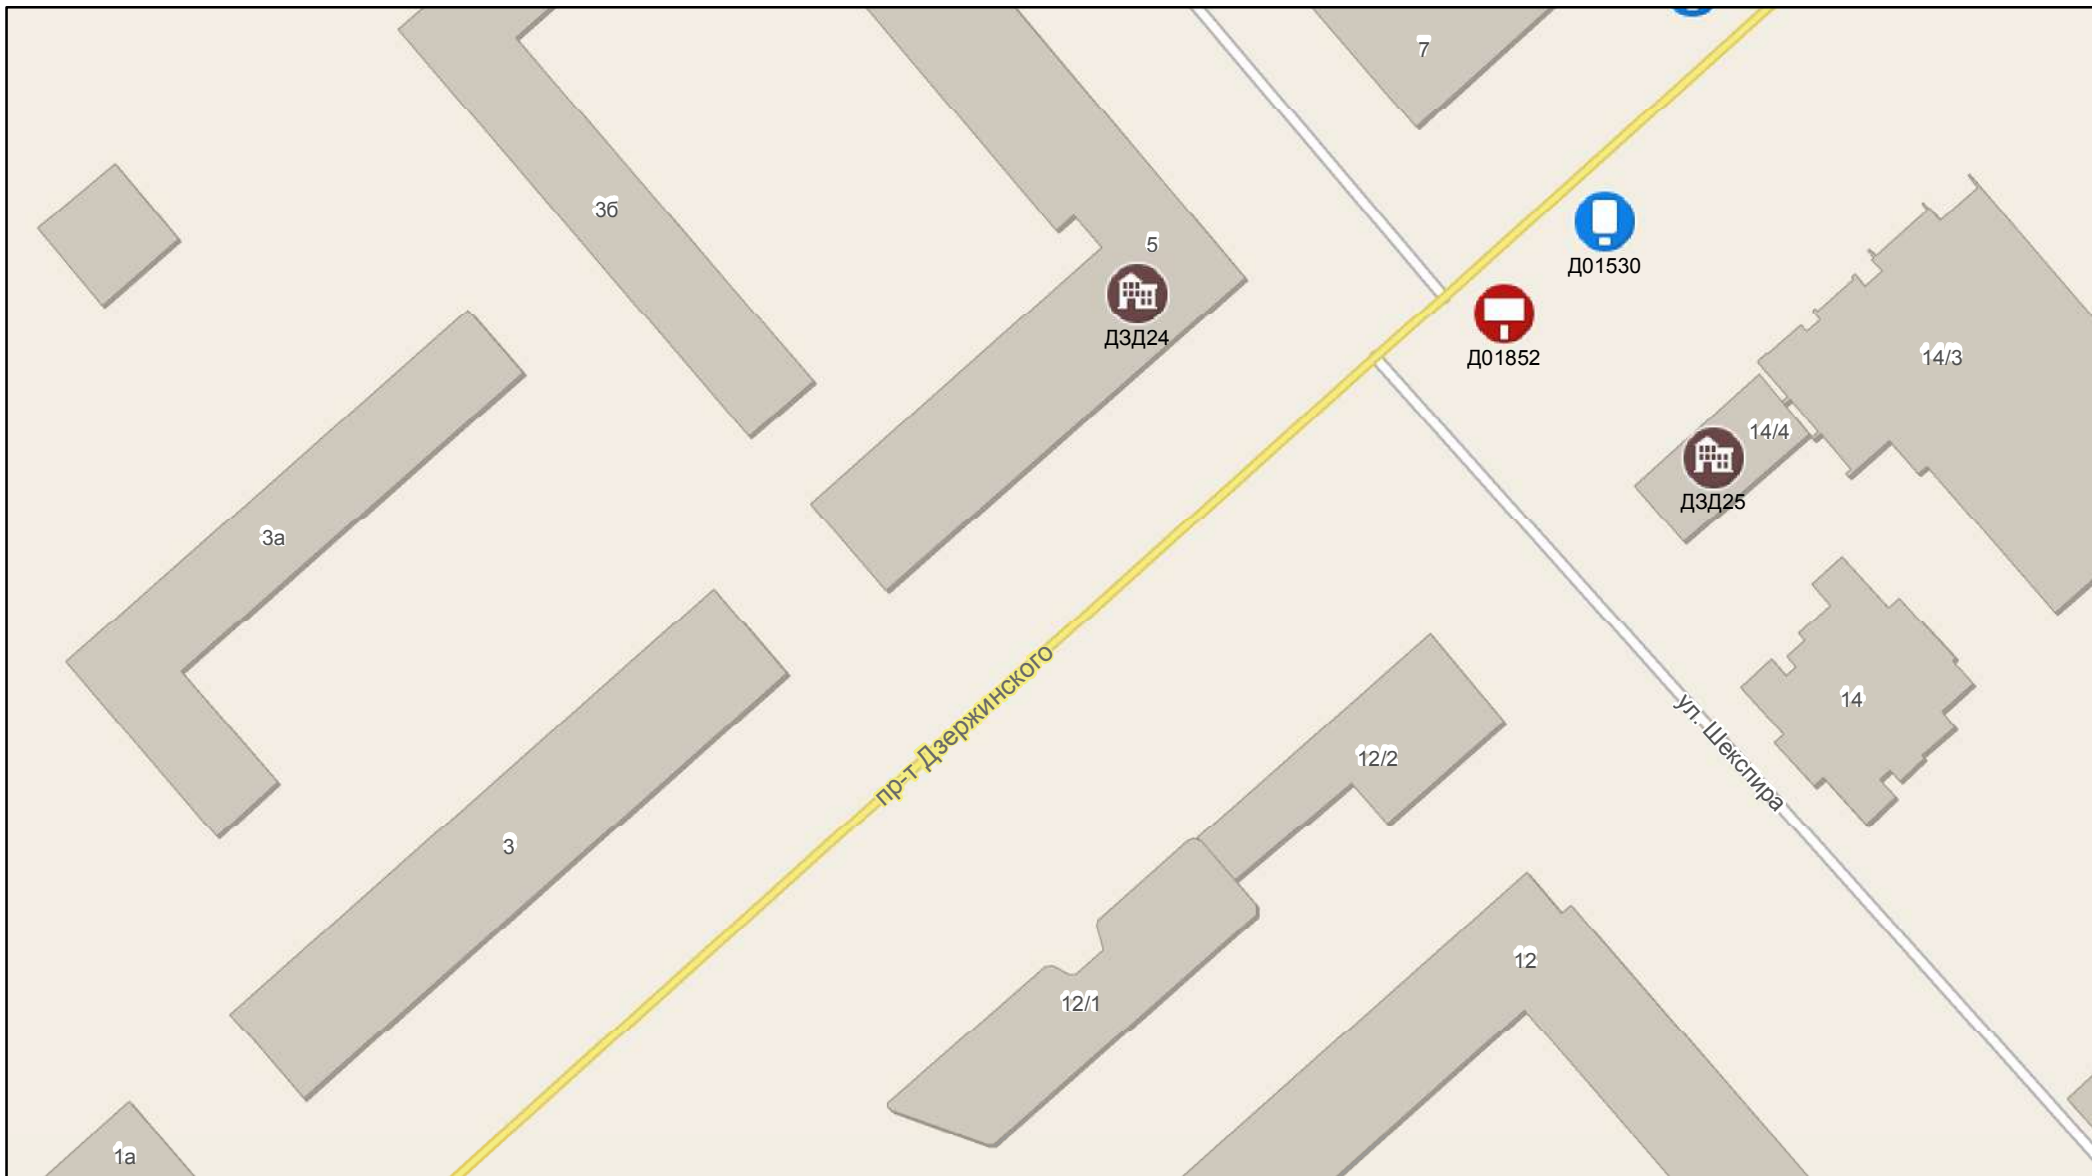 7
3б
5
Д01530
ДЗД24
Д01852
14/3
14/4
ДЗД25
3а
пр-т Дзержинского
14
ул. Шекспира
12/2
3
12
12/1
1а